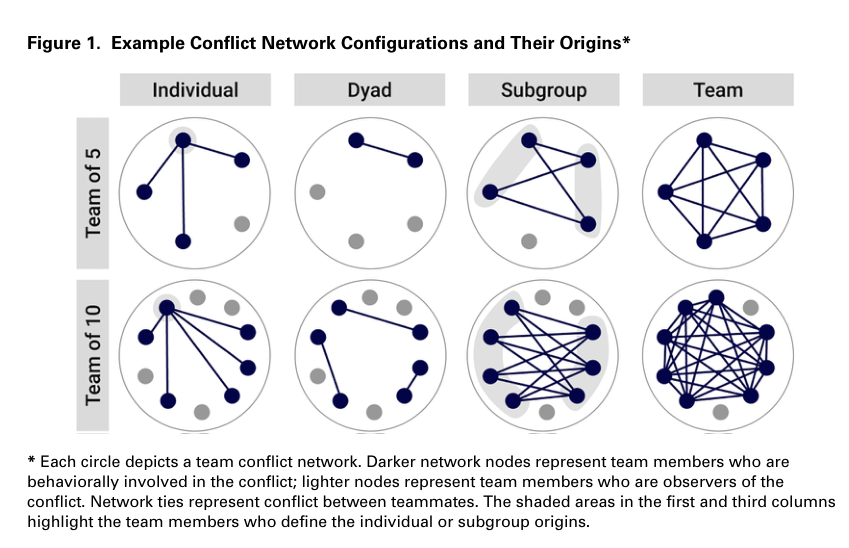 Figure 1. Example Conflict Network Configurations and Their Origins*
Individual
Dyad
Subgroup
Team
Team of 5
Team of 10
* Each circle depicts a team conflict network. Darker network nodes represent team members who are
behaviorally involved in the conflict; lighter nodes represent team members who are observers of the
conflict. Network ties represent conflict between teammates. The shaded areas in the first and third columns
highlight the team members who define the individual or subgroup origins.